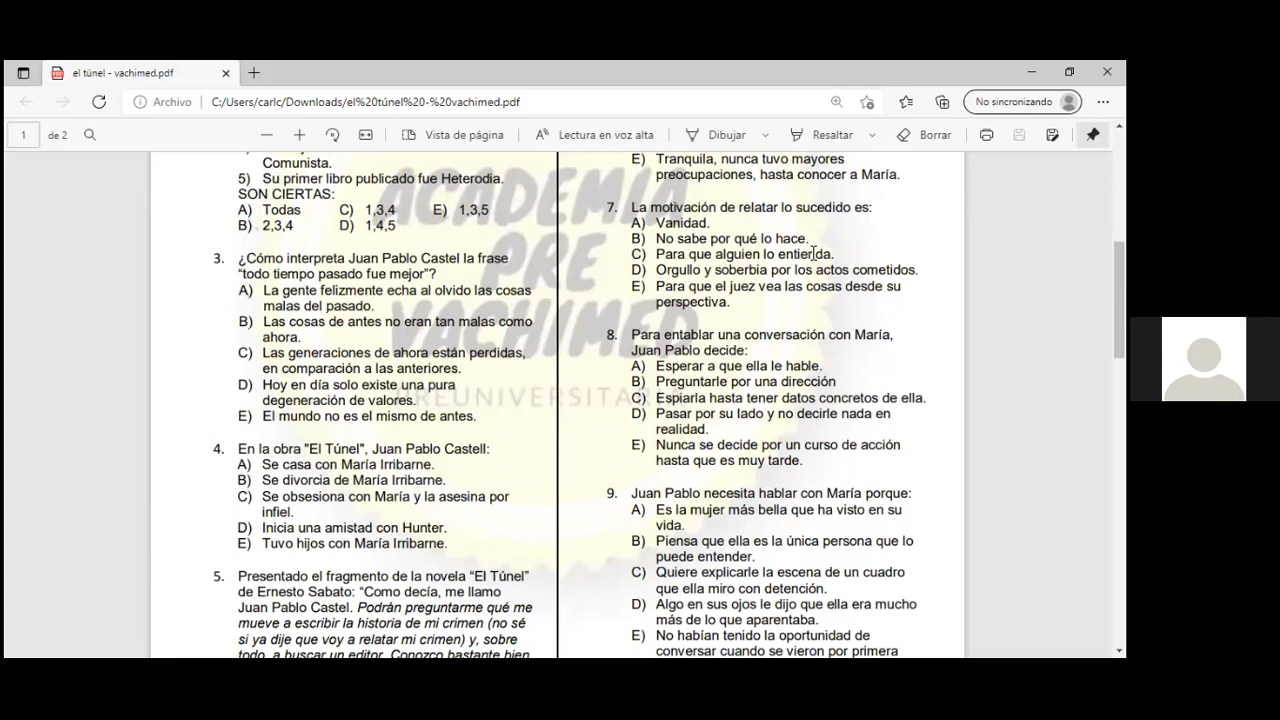 el túnel - vachimed.pdf
Archivo C:/Users/carlc/Downloads/el%20túnel%20-%20vachimed.pdf No sincronizando
1 de 2 Vista de página Lectura en voz alta Dibujar Resaltar Borrar
Comunista.
5) Su primer libro publicado fue Heterodia.
SON CIERTAS:
A) Todas C) 1,3,4 E) 1,3,5
B) 2,3,4 D) 1,4,5
3. ¿Cómo interpreta Juan Pablo Castel la frase
“todo tiempo pasado fue mejor”?
A) La gente felizmente echa al olvido las cosas
malas del pasado.
B) Las cosas de antes no eran tan malas como
ahora.
C) Las generaciones de ahora están perdidas,
en comparación a las anteriores.
D) Hoy en día solo existe una pura
degeneración de valores.
E) El mundo no es el mismo de antes.
4. En la obra "El Túnel", Juan Pablo Castell:
A) Se casa con María Irribarne.
B) Se divorcia de María Irribarne.
C) Se obsesiona con María y la asesina por
infiel.
D) Inicia una amistad con Hunter.
E) Tuvo hijos con María Irribarne.
5. Presentado el fragmento de la novela “El Túnel”
de Ernesto Sabato: “Como decía, me llamo
Juan Pablo Castel. Podrán preguntarme qué me
mueve a escribir la historia de mi crimen (no sé
si ya dije que voy a relatar mi crimen) y, sobre
todo, a buscar un editor. Conozco bastante bien
E) Tranquila, nunca tuvo mayores
preocupaciones, hasta conocer a María.
7. La motivación de relatar lo sucedido es:
A) Vanidad.
B) No sabe por qué lo hace.
C) Para que alguien lo entienda.
D) Orgullo y soberbia por los actos cometidos.
E) Para que el juez vea las cosas desde su
perspectiva.
8. Para entablar una conversación con María,
Juan Pablo decide:
A) Esperar a que ella le hable.
B) Preguntarle por una dirección
C) Espiarla hasta tener datos concretos de ella.
D) Pasar por su lado y no decirle nada en
realidad.
E) Nunca se decide por un curso de acción
hasta que es muy tarde.
9. Juan Pablo necesita hablar con María porque:
A) Es la mujer más bella que ha visto en su
vida.
B) Piensa que ella es la única persona que lo
puede entender.
C) Quiere explicarle la escena de un cuadro
que ella miro con detención.
D) Algo en sus ojos le dijo que ella era mucho
más de lo que aparentaba.
E) No habían tenido la oportunidad de
conversar cuando se vieron por primera
ACADEMIA
PRE
VACHIMED